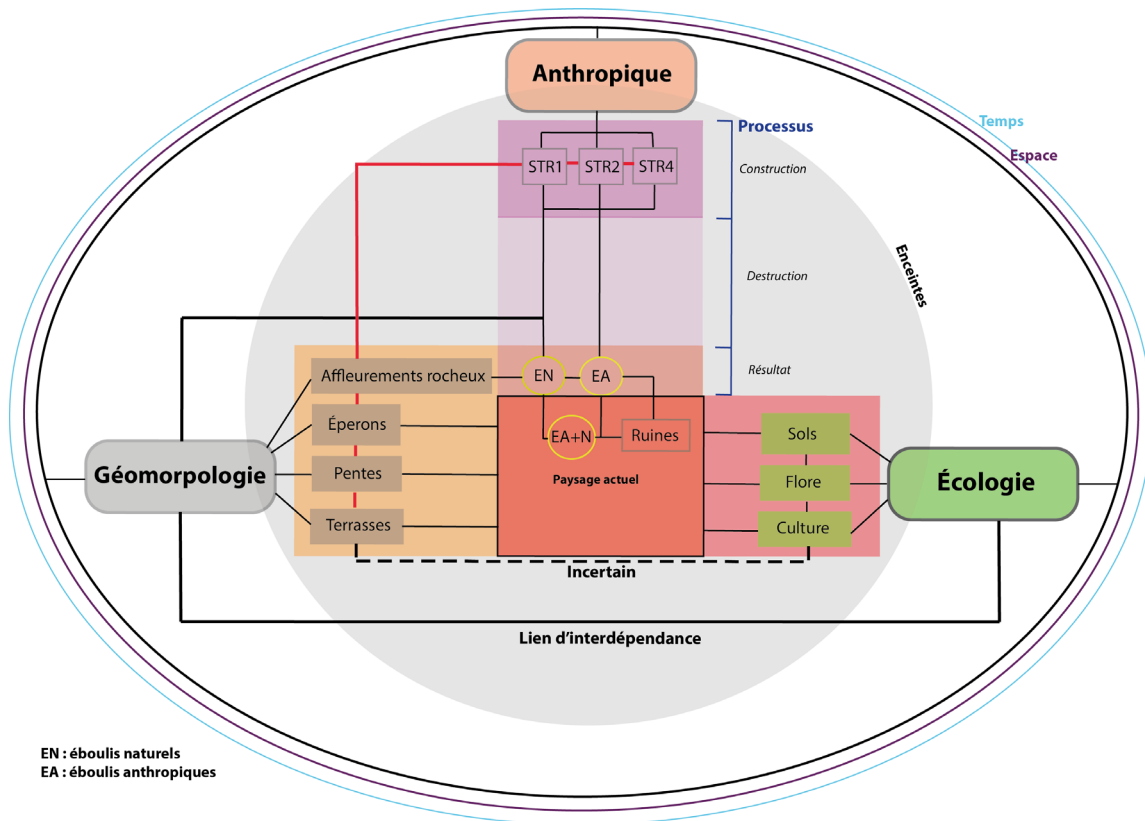 Anthropique
Temps
Processus
Espace
STR1
STR2
STR4
Construction
Enceintes
Destruction
Résultat
Affleurements rocheux
EN
EA
Éperons
EA+N
Ruines
Sols
Géomorpologie
Pentes
Paysage actuel
Flore
Écologie
Terrasses
Culture
Incertain
Lien d'interdépendance
EN : éboulis naturels
EA : éboulis anthropiques